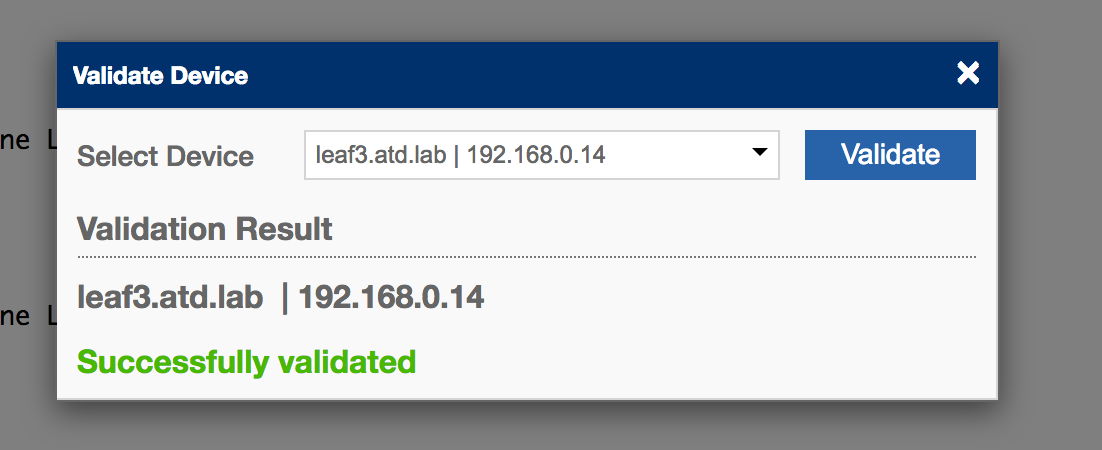 Validate Device
Select Device leaf3.atd.lab | 192.168.0.14 Validate
ne L
Validation Result
leaf3.atd.lab | 192.168.0.14
ne L
Successfully validated